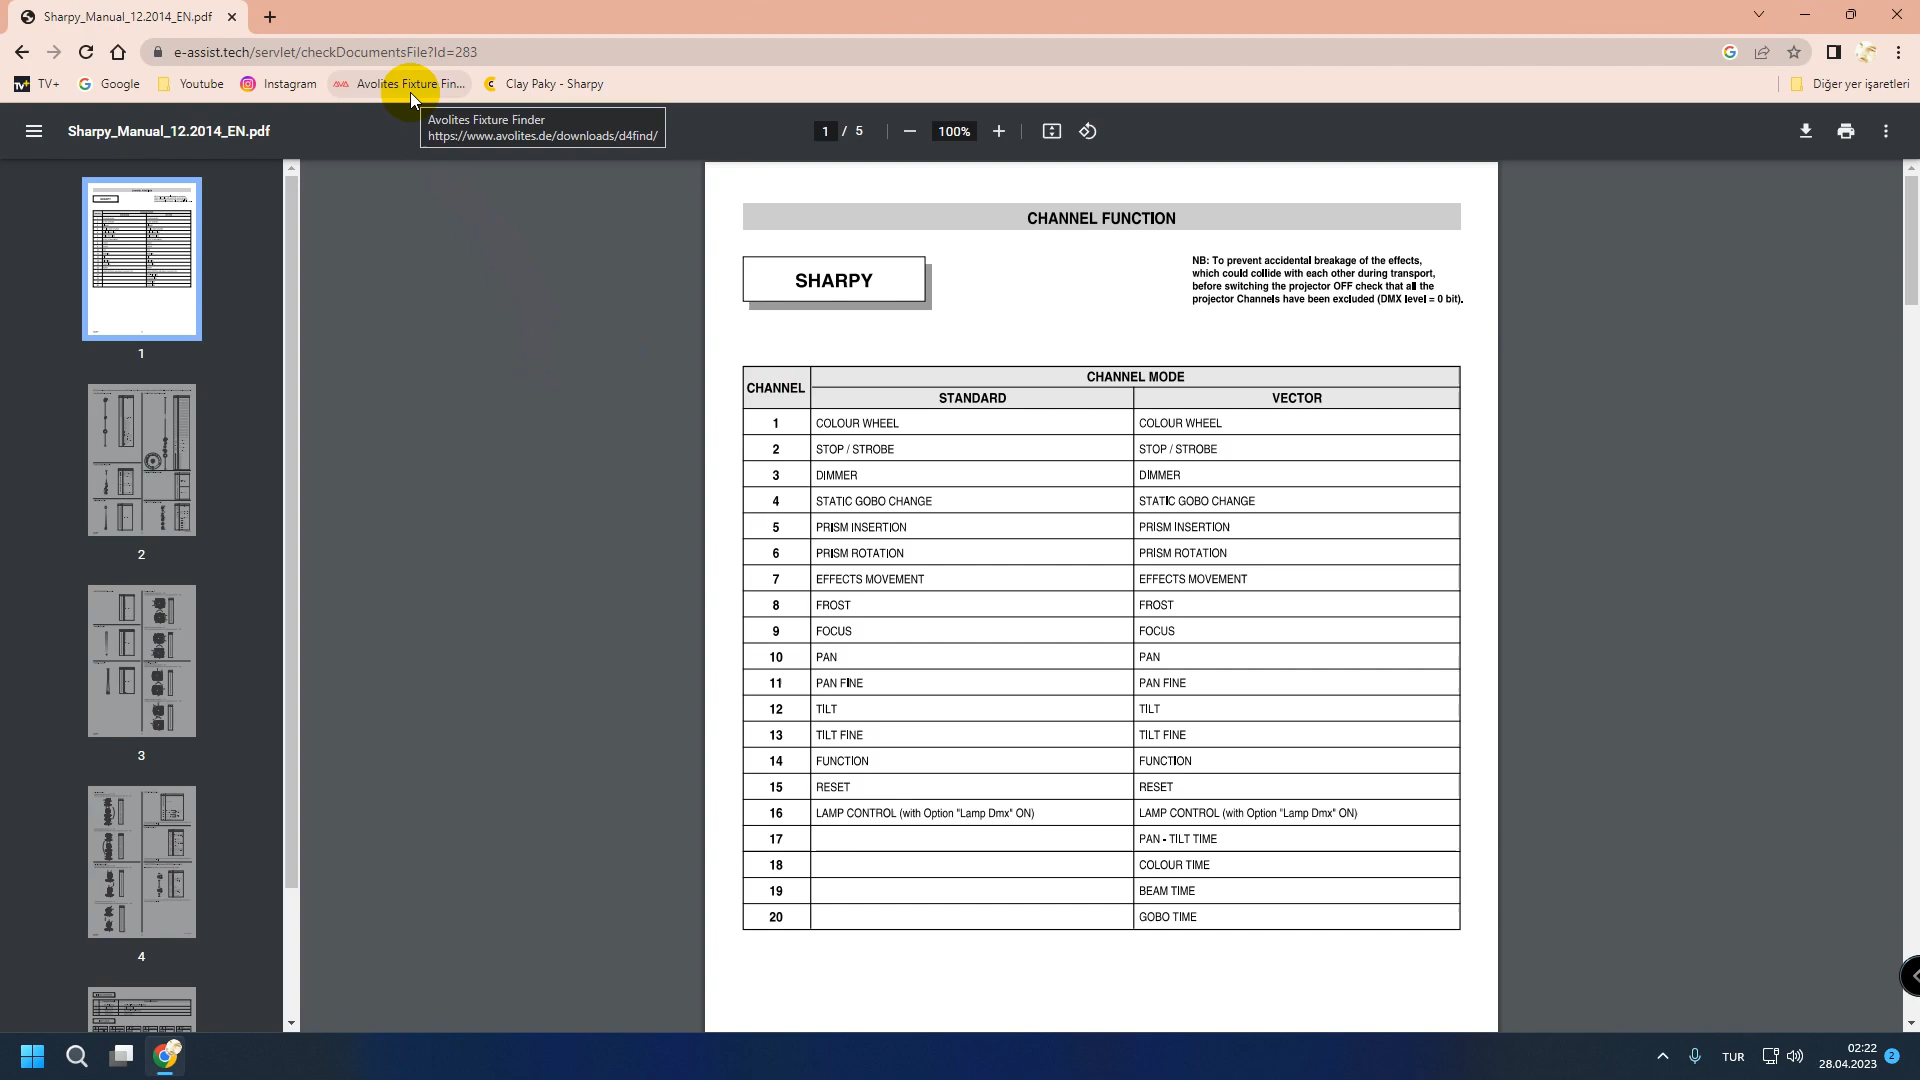 Sharpy_Manual_12.2014_EN.pdf
e-assist.tech/servlet/checkDocumentsFile?Id=283
TV+
Google
Youtube
Instagram
Avolites Fixture Fin...
Clay Paky - Sharpy
Diğer yer işaretleri
Avolites Fixture Finder
https://www.avolites.de/downloads/d4find/
Sharpy_Manual_12.2014_EN.pdf
1 / 5
100%
1
2
3
4
CHANNEL FUNCTION
SHARPY
NB: To prevent accidental breakage of the effects,
which could collide with each other during transport,
before switching the projector OFF check that all the
projector Channels have been excluded (DMX level = 0 bit).
CHANNEL CHANNEL MODE
STANDARD VECTOR
1 COLOUR WHEEL COLOUR WHEEL
2 STOP / STROBE STOP / STROBE
3 DIMMER DIMMER
4 STATIC GOBO CHANGE STATIC GOBO CHANGE
5 PRISM INSERTION PRISM INSERTION
6 PRISM ROTATION PRISM ROTATION
7 EFFECTS MOVEMENT EFFECTS MOVEMENT
8 FROST FROST
9 FOCUS FOCUS
10 PAN PAN
11 PAN FINE PAN FINE
12 TILT TILT
13 TILT FINE TILT FINE
14 FUNCTION FUNCTION
15 RESET RESET
16 LAMP CONTROL (with Option "Lamp Dmx" ON) LAMP CONTROL (with Option "Lamp Dmx" ON)
17 PAN - TILT TIME
18 COLOUR TIME
19 BEAM TIME
20 GOBO TIME
TUR
02:22
28.04.2023
2